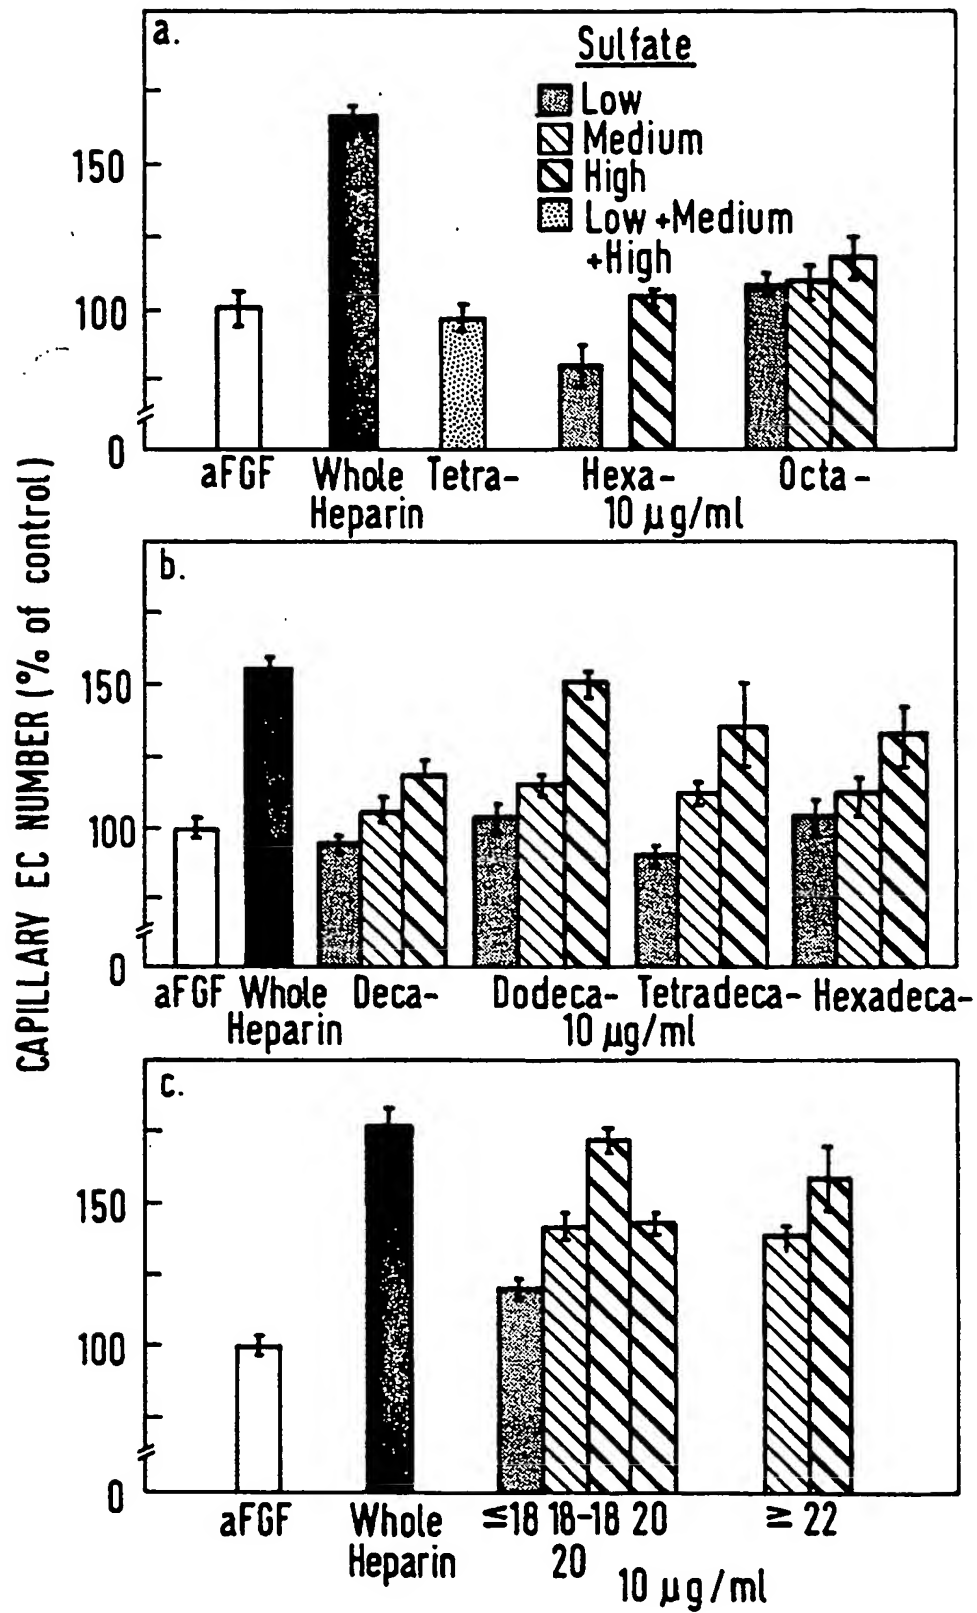 CAPILLARY EC NUMBER (% of control)
a.
Sulfate
Low
Medium
High
Low +Medium
+High
150
100
0
aFGF Whole Tetra- Hexa- Octa-
Heparin 10 µg/ml
b.
150
100
0
aFGF Whole Deca- Dodeca- Tetradeca- Hexadeca-
Heparin 10 µg/ml
c.
150
100
0
aFGF Whole ≤18 18-18 20 ≥ 22
Heparin 20 10 µg/ml